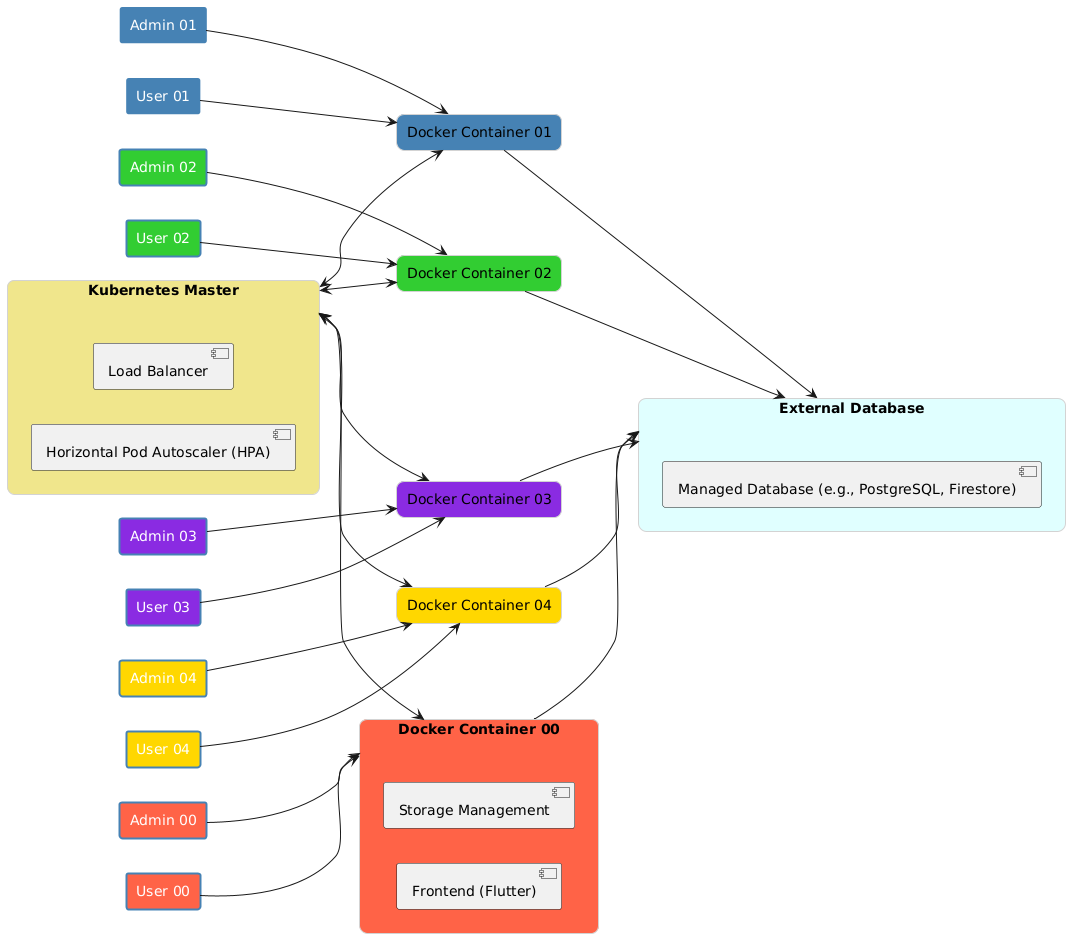 Admin 01
User 01
Docker Container 01
Admin 02
User 02
Docker Container 02
Kubernetes Master
Load Balancer
Horizontal Pod Autoscaler (HPA)
External Database
Managed Database (e.g., PostgreSQL, Firestore)
Docker Container 03
Admin 03
User 03
Docker Container 04
Admin 04
User 04
Docker Container 00
Storage Management
Frontend (Flutter)
Admin 00
User 00